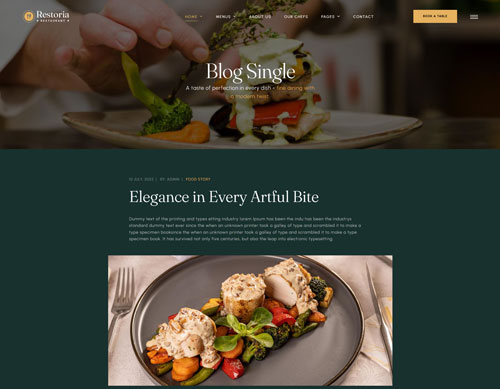 Restoria
RESTAURANT
HOME
MENUS
ABOUT US
OUR CHEFS
PAGES
CONTACT
BOOK A TABLE
Blog Single
A taste of perfection in every dish - fine dining with
a modern twist
15 JULY, 2023 | BY, ADMIN | FOOD STORY
Elegance in Every Artful Bite
Dummy text of the printing and types etting industry lorem ipsum has been the indu has been the industrys
standard dummy text ever since the when an unknown printer took a galley of type and scrambled it to make a
type specimen bookssince the when an unknown printer took a galley of type and scrambled it to make a type
specimen book. It has survived not only five centuries, but also the leap into electronic typesetting.